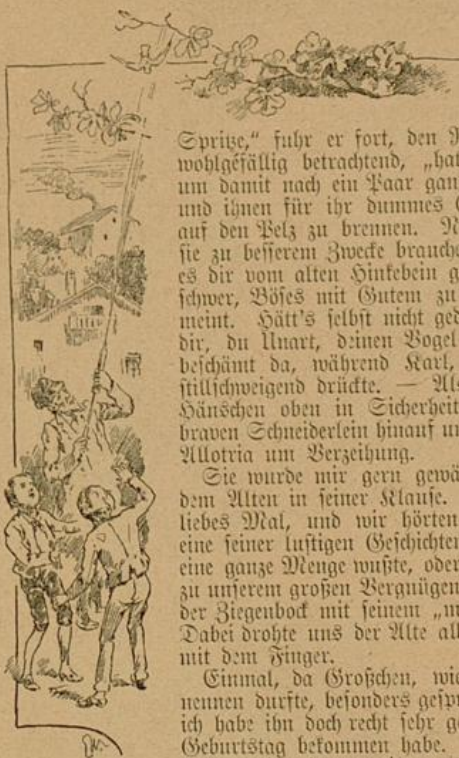 Spritze,“ fuhr er fort, den R
wohlgefällig betrachtend, „hat
um damit nach ein Paar gan
und ihnen für ihr dummes G
auf den Pelz zu brennen. N
sie zu besserem Zwecke brauche
es dir vom alten Hinkebein g
schwer, Böses mit Gutem zu
meint. Hätt's selbst nicht ged
dir, du Unart, deinen Vogel
beschämt da, während Karl,
stillschweigend drückte. — Al
Hänschen oben in Sicherheit
braven Schneiderlein hinauf u
Allotria um Verzeihung.
Sie wurde mir gern gewä
dem Alten in seiner Klause.
liebes Mal, und wir hörten
eine seiner lustigen Geschichten
eine ganze Menge wußte, oder
zu unserem großen Vergnügen
der Ziegenbock mit seinem „m
Dabei drohte uns der Alte all
mit dem Finger.
Einmal, da Großchen, wie
nennen durfte, besonders gespr
ich habe ihn doch recht sehr g
Geburtstag bekommen habe.